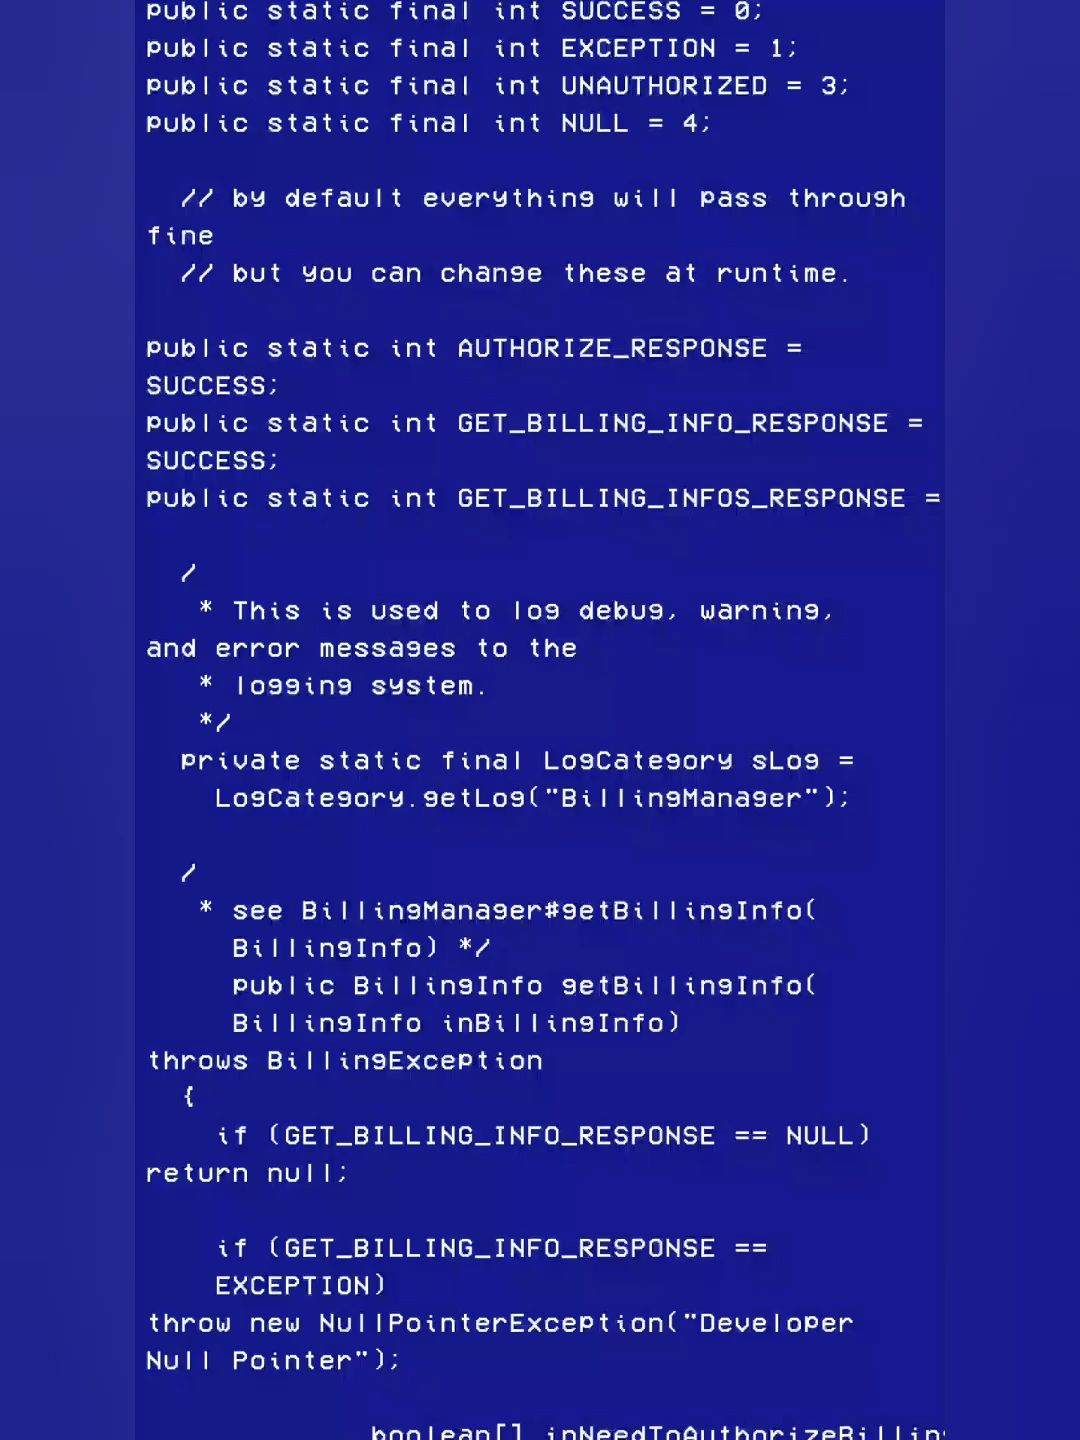 public static final int SUCCESS = 0;
public static final int EXCEPTION = 1;
public static final int UNAUTHORIZED = 3;
public static final int NULL = 4;
// by default everything will pass through
fine
// but you can change these at runtime.
public static int AUTHORIZE_RESPONSE =
SUCCESS;
public static int GET_BILLING_INFO_RESPONSE =
SUCCESS;
public static int GET_BILLING_INFOS_RESPONSE =
/
* This is used to log debug, warning,
and error messages to the
* logging system.
*/
private static final LogCategory sLog =
LogCategory.getLog("BillingManager");
/
* see BillingManager#getBillingInfo(
BillingInfo) */
public BillingInfo getBillingInfo(
BillingInfo inBillingInfo)
throws BillingException
{
if (GET_BILLING_INFO_RESPONSE == NULL)
return null;
if (GET_BILLING_INFO_RESPONSE ==
EXCEPTION)
throw new NullPointerException("Developer
Null Pointer");
boolean[] inNeedToAuthorizeBilling